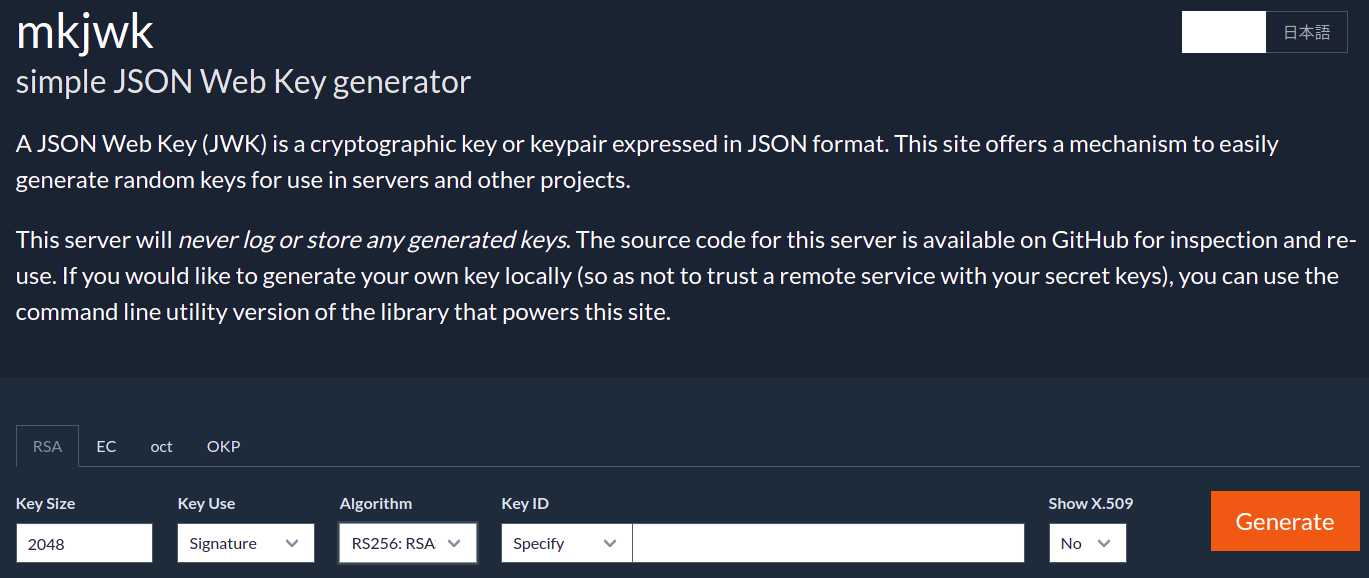 mkjwk
日本語
simple JSON Web Key generator
A JSON Web Key (JWK) is a cryptographic key or keypair expressed in JSON format. This site offers a mechanism to easily
generate random keys for use in servers and other projects.
This server will never log or store any generated keys. The source code for this server is available on GitHub for inspection and re-
use. If you would like to generate your own key locally (so as not to trust a remote service with your secret keys), you can use the
command line utility version of the library that powers this site.
RSA EC oct OKP
Key Size Key Use Algorithm Key ID Show X.509
2048 Signature RS256: RSA Specify No Generate